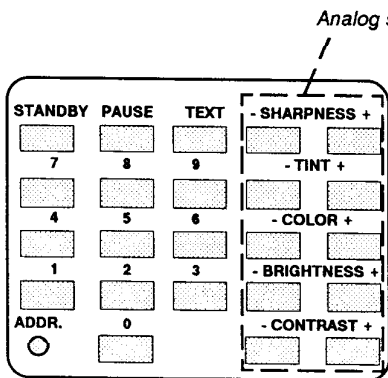 Analog
STANDBY PAUSE TEXT - SHARPNESS +
7 8 9 - TINT +
4 5 6 - COLOR +
1 2 3 - BRIGHTNESS +
ADDR. 0 - CONTRAST +